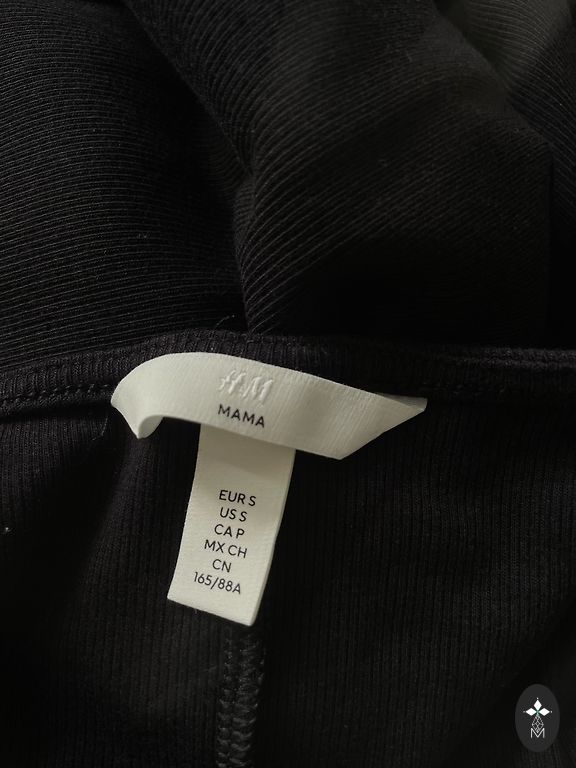 H&M
MAMA
EUR S
US S
CA P
MX CH
CN
165/88A
M